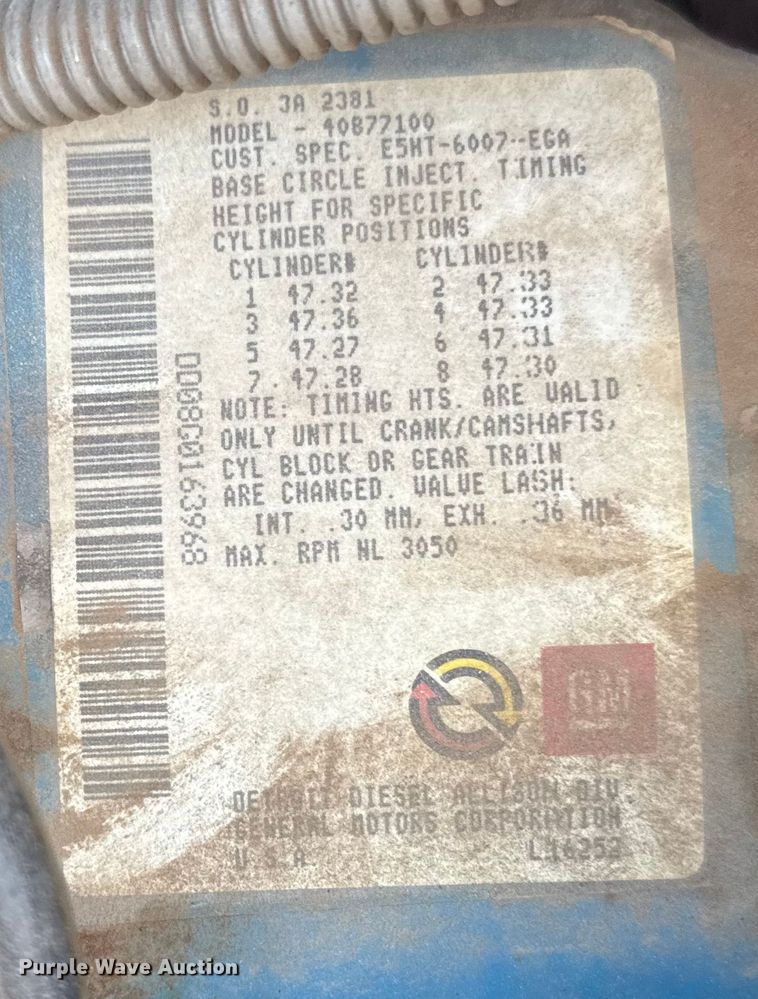 S.O. 3A 2381
MODEL - 40877100
CUST. SPEC. E5HT-6007-EGA
BASE CIRCLE INJECT. TIMING
HEIGHT FOR SPECIFIC
CYLINDER POSITIONS
CYLINDER# CYLINDER#
1 47.32 2 47.33
3 47.36 4 47.33
5 47.27 6 47.31
7 47.28 8 47.30
NOTE: TIMING HTS. ARE VALID
ONLY UNTIL CRANK/CAMSHAFTS,
CYL BLOCK OR GEAR TRAIN
ARE CHANGED. VALVE LASH:
INT. .30 MM, EXH. .36 MM
MAX. RPM NL 3050
DD08G0163968
GM
DETROIT DIESEL ALLISON DIV.
GENERAL MOTORS CORPORATION
U.S.A
Purple Wave Auction